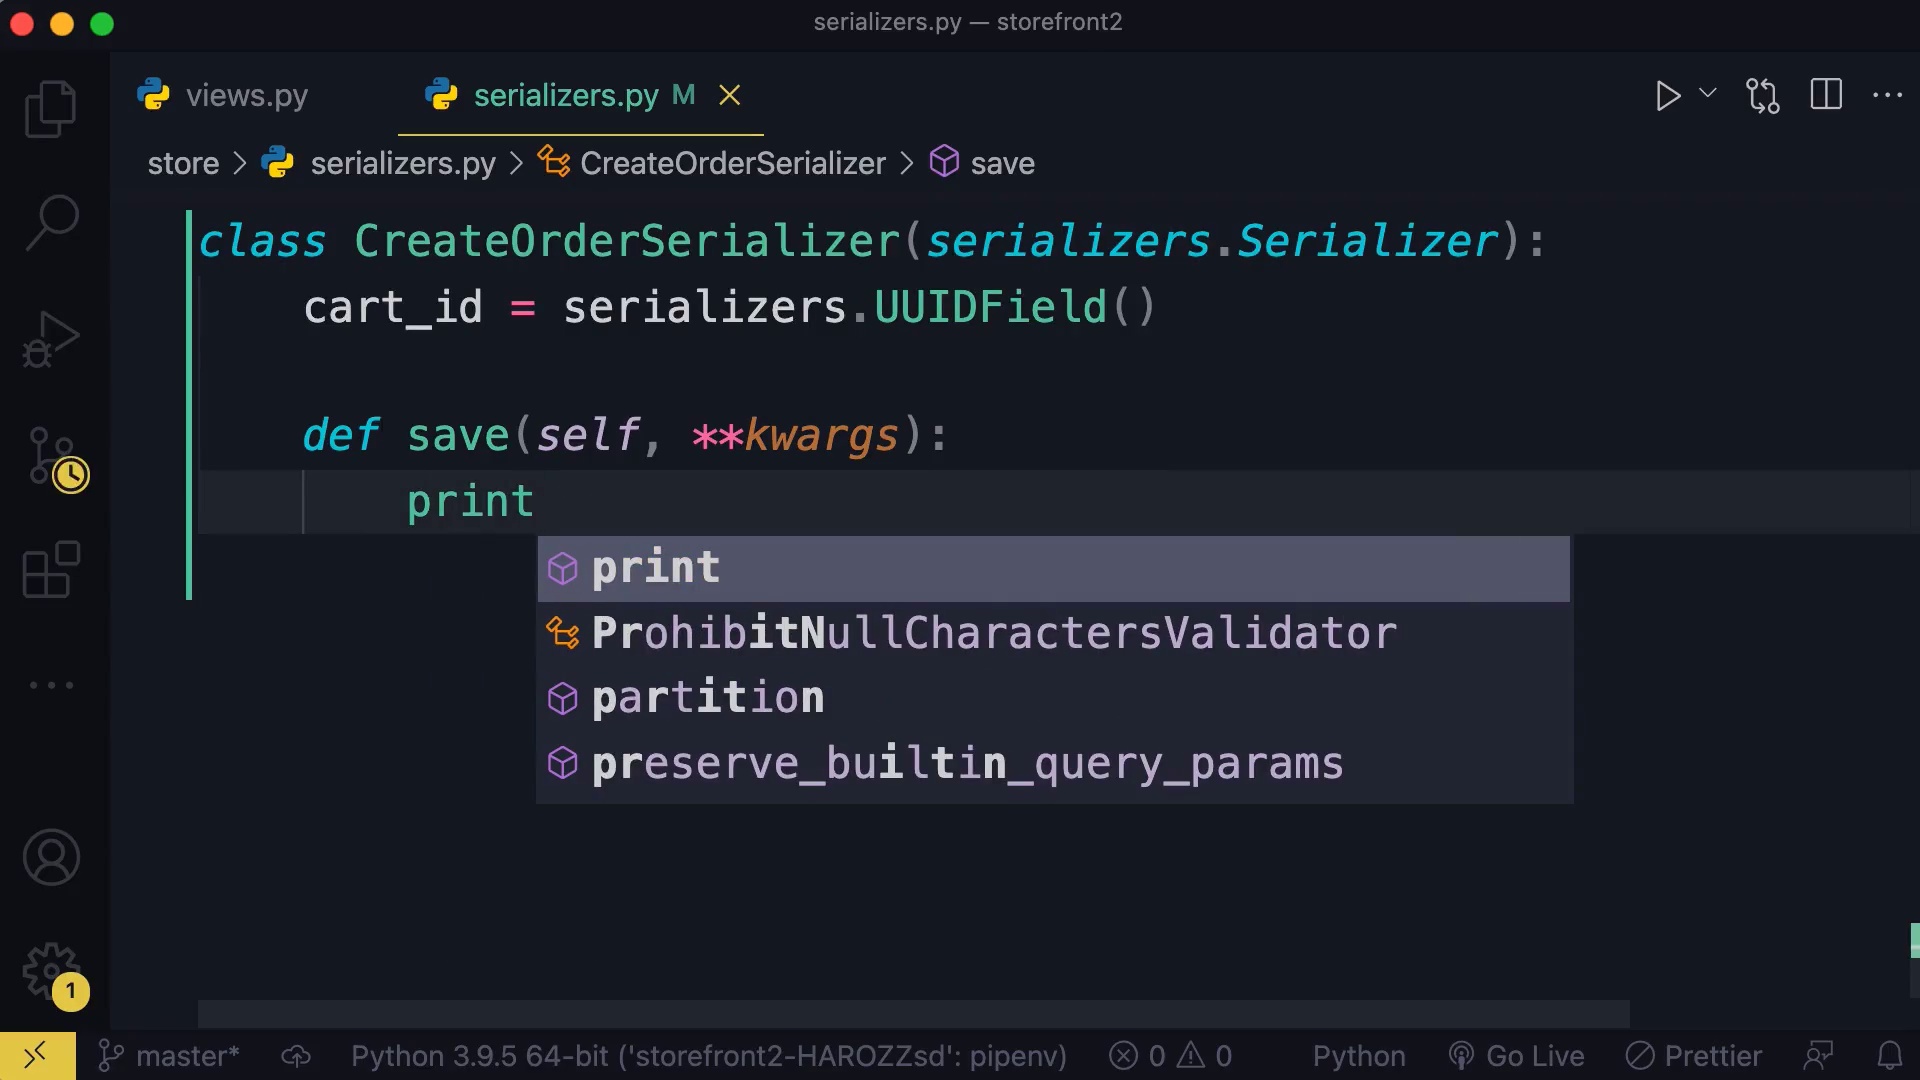 serializers.py — storefront2
views.py
serializers.py M
store > serializers.py > CreateOrderSerializer > save
class CreateOrderSerializer(serializers.Serializer):
cart_id = serializers.UUIDField()
def save(self, **kwargs):
print
print
ProhibitNullCharactersValidator
partition
preserve_builtin_query_params
1
master* Python 3.9.5 64-bit ('storefront2-HAROZZsd': pipenv) 0 0 Python Go Live Prettier